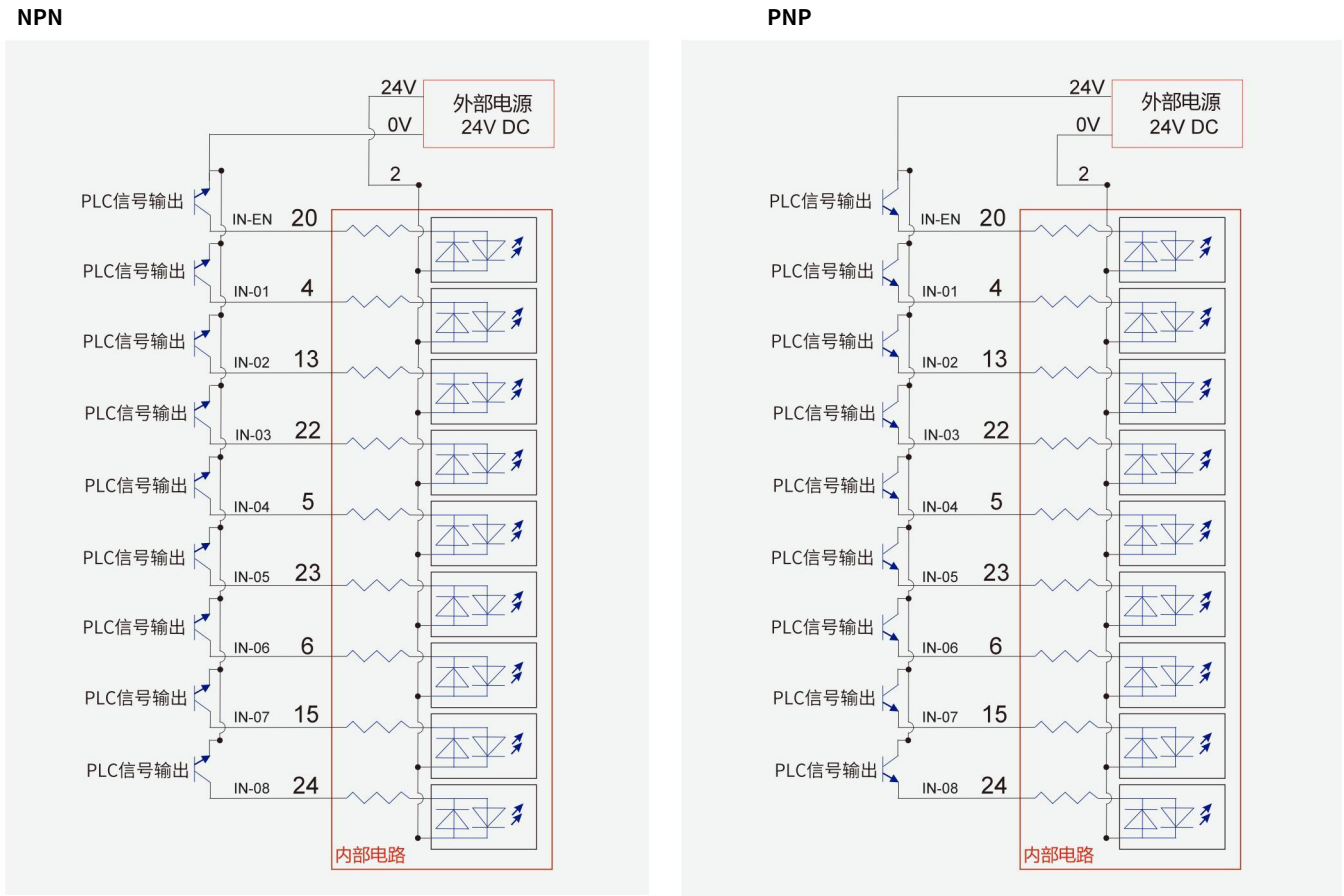 NPN
24V
外部电源
0V
24V DC
2
PLC信号输出
IN-EN 20
PLC信号输出
IN-01 4
PLC信号输出
IN-02 13
PLC信号输出
IN-03 22
PLC信号输出
IN-04 5
PLC信号输出
IN-05 23
PLC信号输出
IN-06 6
PLC信号输出
IN-07 15
PLC信号输出
IN-08 24
内部电路
PNP
24V
外部电源
0V
24V DC
2
PLC信号输出
IN-EN 20
PLC信号输出
IN-01 4
PLC信号输出
IN-02 13
PLC信号输出
IN-03 22
PLC信号输出
IN-04 5
PLC信号输出
IN-05 23
PLC信号输出
IN-06 6
PLC信号输出
IN-07 15
PLC信号输出
IN-08 24
内部电路